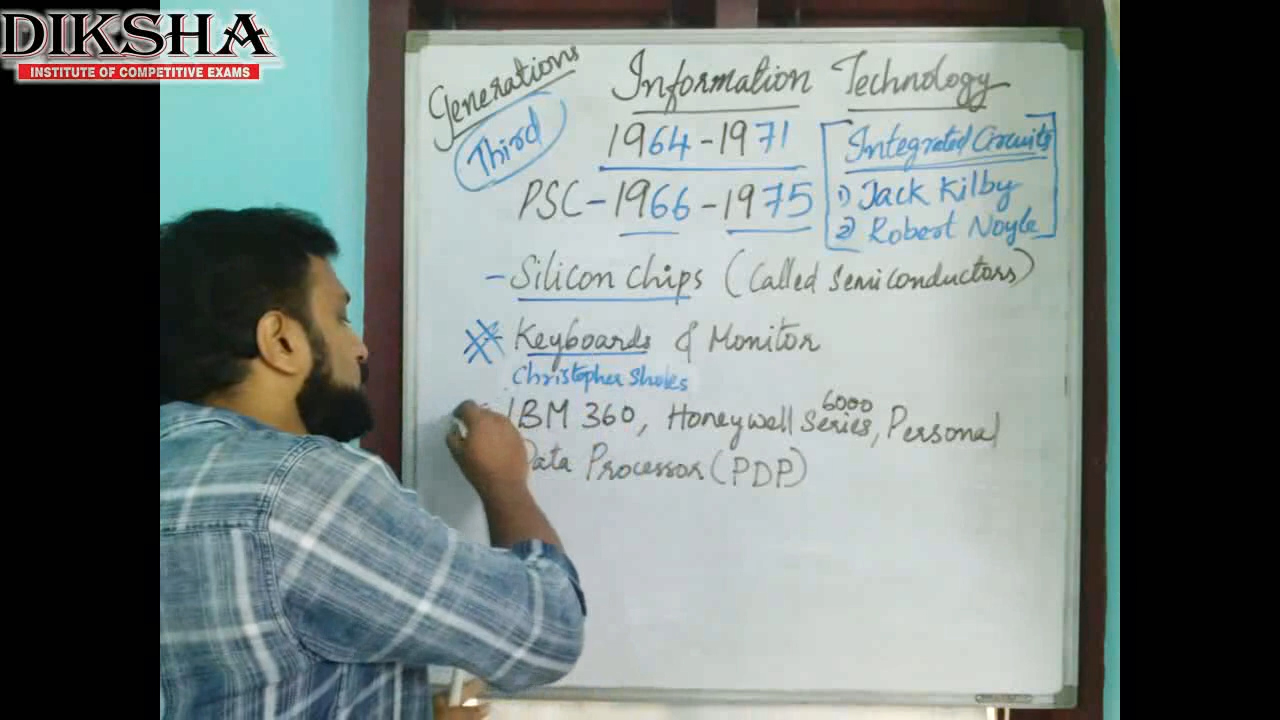 DIKSHA
INSTITUTE OF COMPETITIVE EXAMS
Generations
Information Technology
Third
1964-1971
PSC-1966-1975
Integrated Circuits
1) Jack Kilby
2) Robert Noyle
- Silicon chips (Called Semiconductors)
Keyboards & Monitor
Christopher Sholes
IBM 360, Honeywell 6000 Series, Personal
Data Processor (PDP)